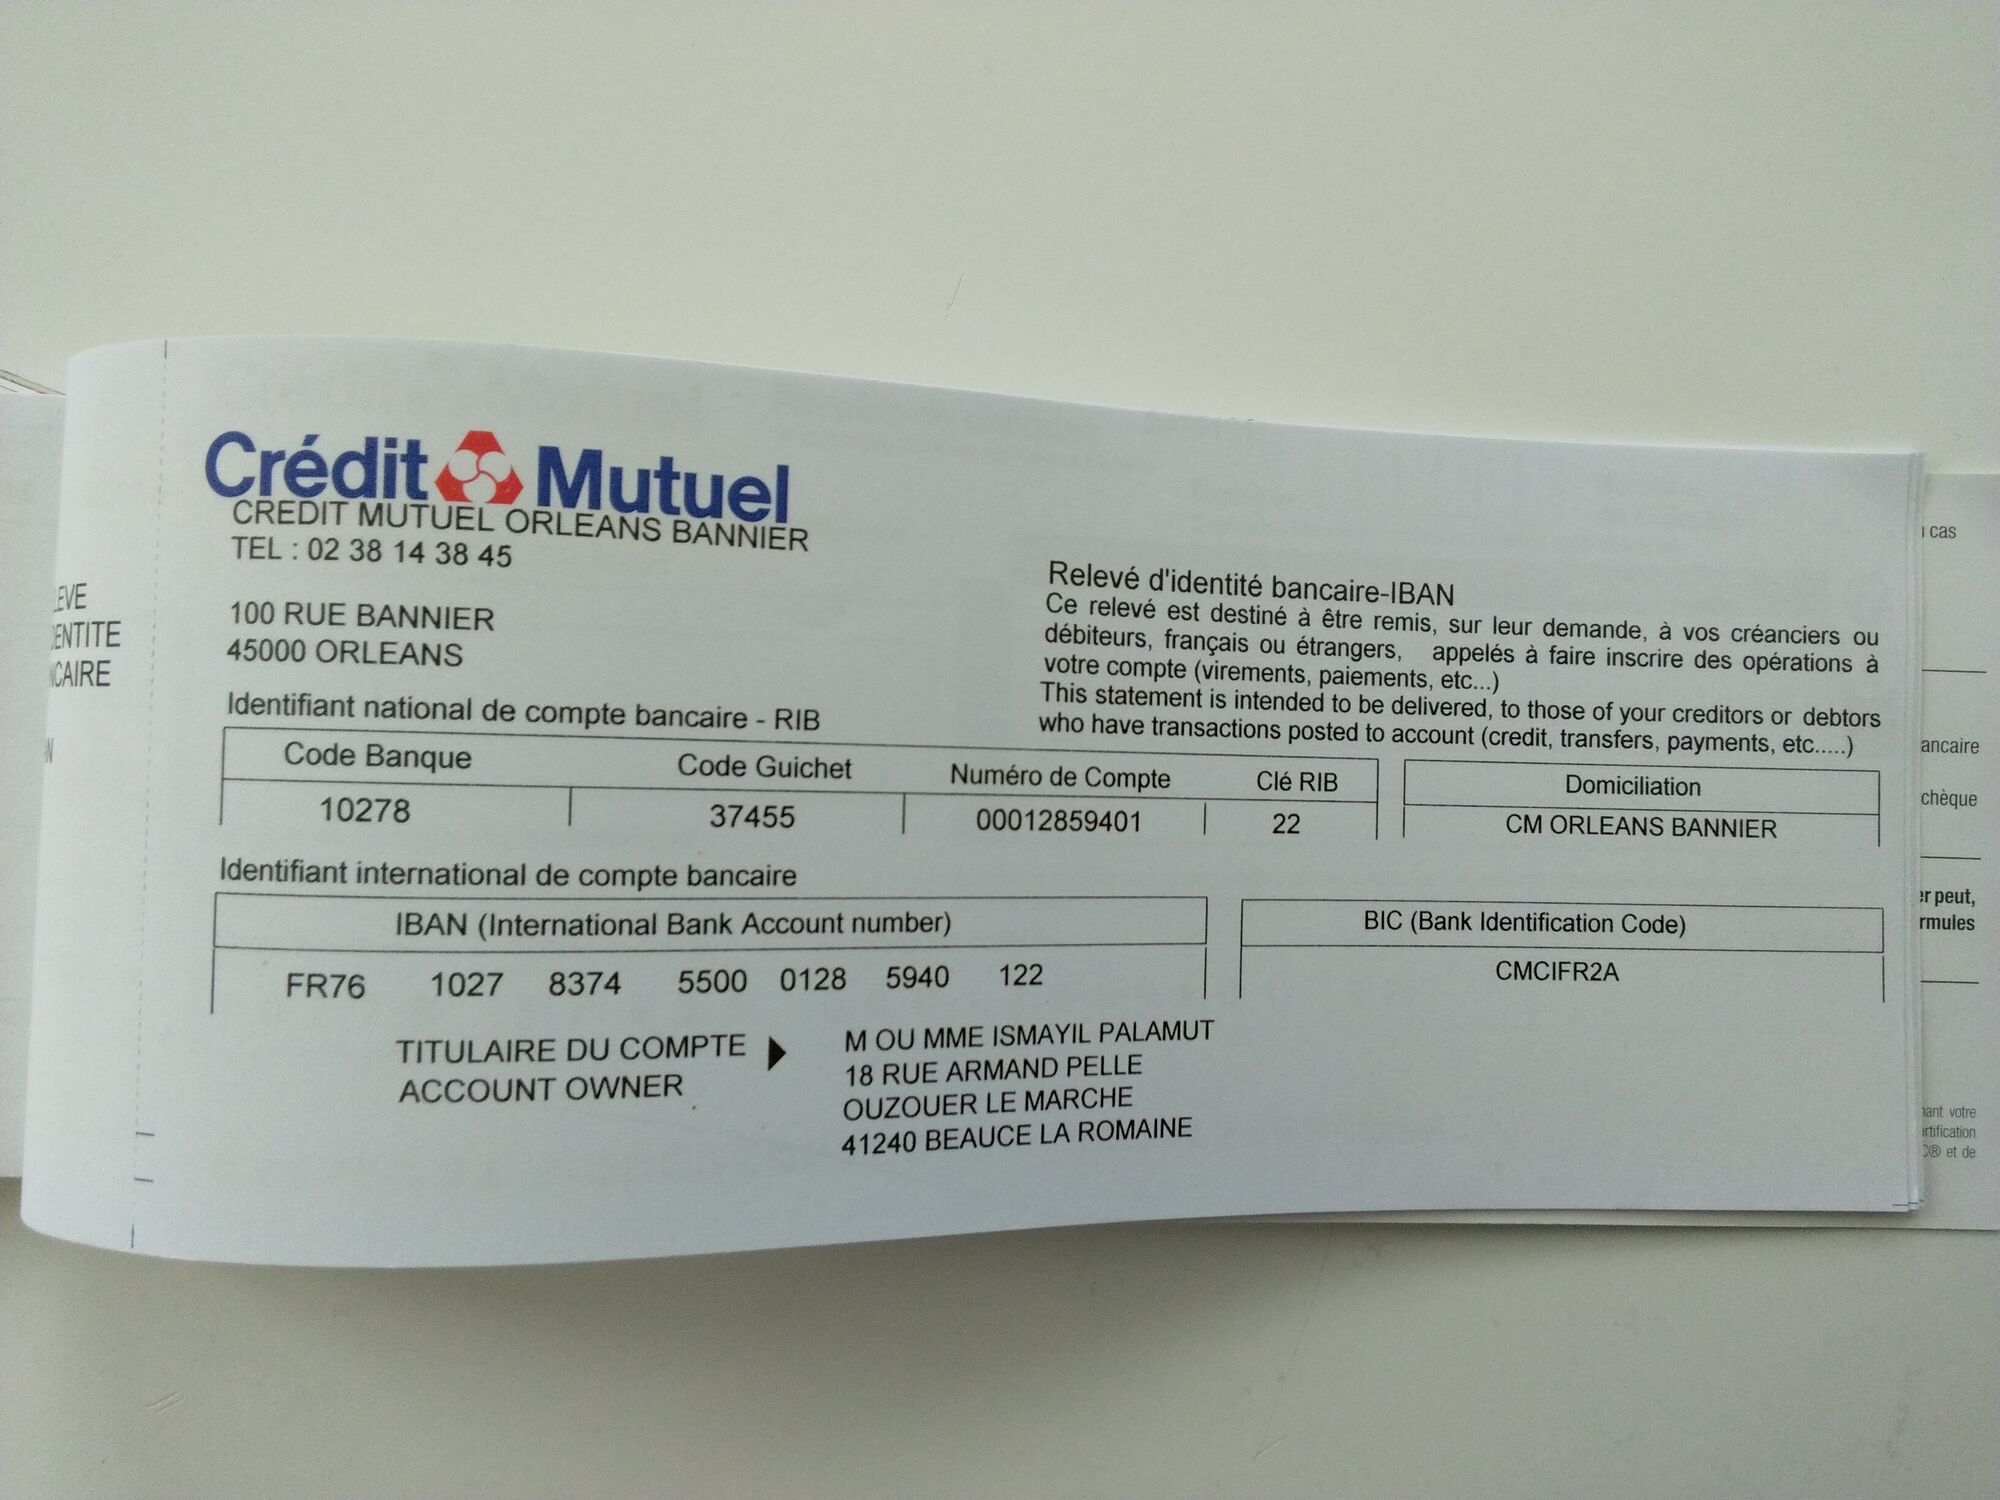 Crédit Mutuel
CREDIT MUTUEL ORLEANS BANNIER
TEL : 02 38 14 38 45
100 RUE BANNIER
45000 ORLEANS
Relevé d'identité bancaire-IBAN
Ce relevé est destiné à être remis, sur leur demande, à vos créanciers ou
débiteurs, français ou étrangers, appelés à faire inscrire des opérations à
votre compte (virements, paiements, etc...)
This statement is intended to be delivered, to those of your creditors or debtors
who have transactions posted to account (credit, transfers, payments, etc.....)
Identifiant national de compte bancaire - RIB
Code Banque Code Guichet Numéro de Compte Clé RIB Domiciliation
10278 37455 00012859401 22 CM ORLEANS BANNIER
Identifiant international de compte bancaire
IBAN (International Bank Account number) BIC (Bank Identification Code)
FR76 1027 8374 5500 0128 5940 122 CMCIFR2A
TITULAIRE DU COMPTE
ACCOUNT OWNER
M OU MME ISMAYIL PALAMUT
18 RUE ARMAND PELLE
OUZOUER LE MARCHE
41240 BEAUCE LA ROMAINE
cas
chèque
peut,
votre
et de